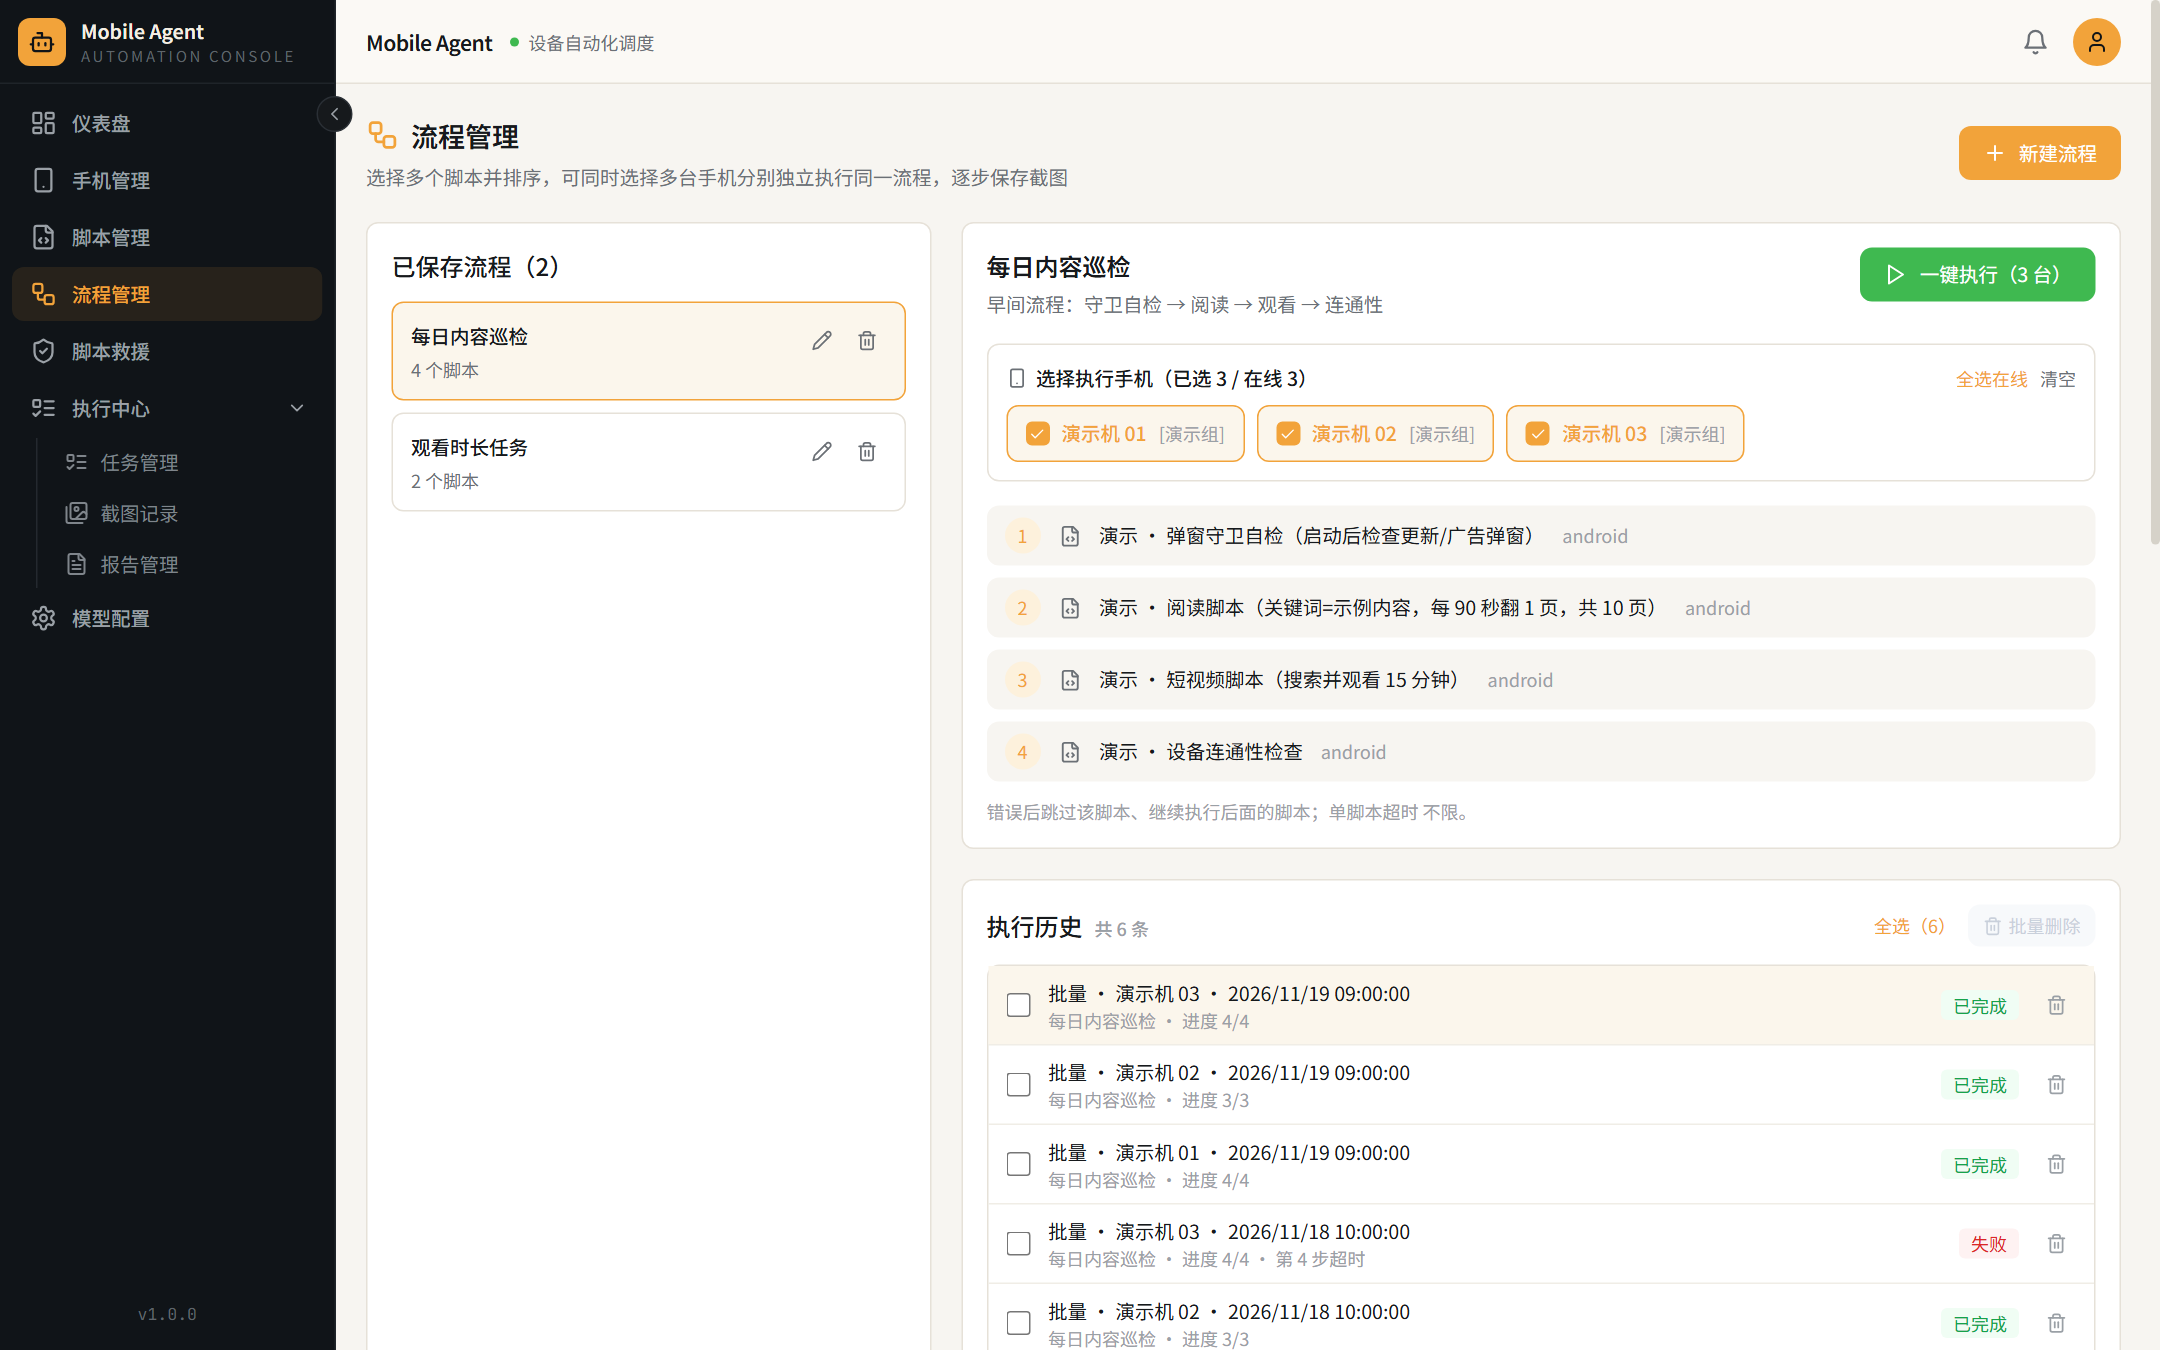 Mobile Agent
AUTOMATION CONSOLE
仪表盘
手机管理
脚本管理
流程管理
脚本救援
执行中心
任务管理
截图记录
报告管理
模型配置
v1.0.0
Mobile Agent
设备自动化调度
流程管理
选择多个脚本并排序，可同时选择多台手机分别独立执行同一流程，逐步保存截图
新建流程
已保存流程（2）
每日内容巡检
4 个脚本
观看时长任务
2 个脚本
每日内容巡检
早间流程：守卫自检 → 阅读 → 观看 → 连通性
一键执行（3 台）
选择执行手机（已选 3 / 在线 3）
全选在线 清空
演示机 01 [演示组]
演示机 02 [演示组]
演示机 03 [演示组]
1 演示 · 弹窗守卫自检（启动后检查更新/广告弹窗） android
2 演示 · 阅读脚本（关键词=示例内容，每 90 秒翻 1 页，共 10 页） android
3 演示 · 短视频脚本（搜索并观看 15 分钟） android
4 演示 · 设备连通性检查 android
错误后跳过该脚本、继续执行后面的脚本；单脚本超时 不限。
执行历史 共 6 条
全选（6） 批量删除
批量 · 演示机 03 · 2026/11/19 09:00:00
每日内容巡检 · 进度 4/4
已完成
批量 · 演示机 02 · 2026/11/19 09:00:00
每日内容巡检 · 进度 3/3
已完成
批量 · 演示机 01 · 2026/11/19 09:00:00
每日内容巡检 · 进度 4/4
已完成
批量 · 演示机 03 · 2026/11/18 10:00:00
每日内容巡检 · 进度 4/4 · 第 4 步超时
失败
批量 · 演示机 02 · 2026/11/18 10:00:00
每日内容巡检 · 进度 3/3
已完成